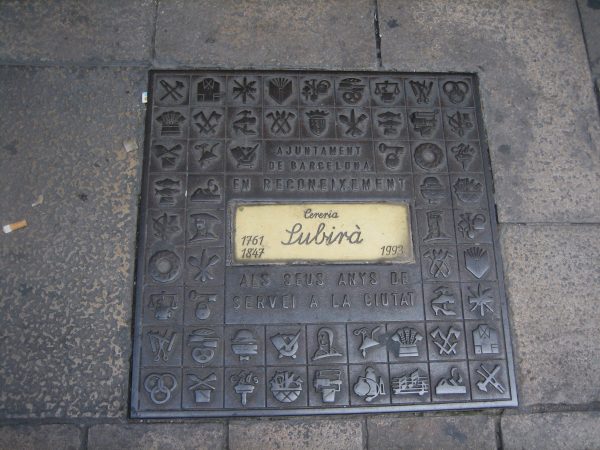 AJUNTAMENT
DE BARCELONA
EN RECONEIXEMENT
Cereria
Subirà
1761
1847
1993
ALS SEUS ANYS DE
SERVEI A LA CIUTAT